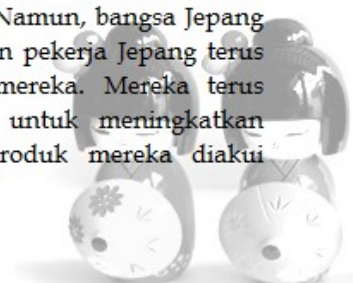 Namun, bangsa Jepang
n pekerja Jepang terus
mereka. Mereka terus
untuk meningkatkan
roduk mereka diakui